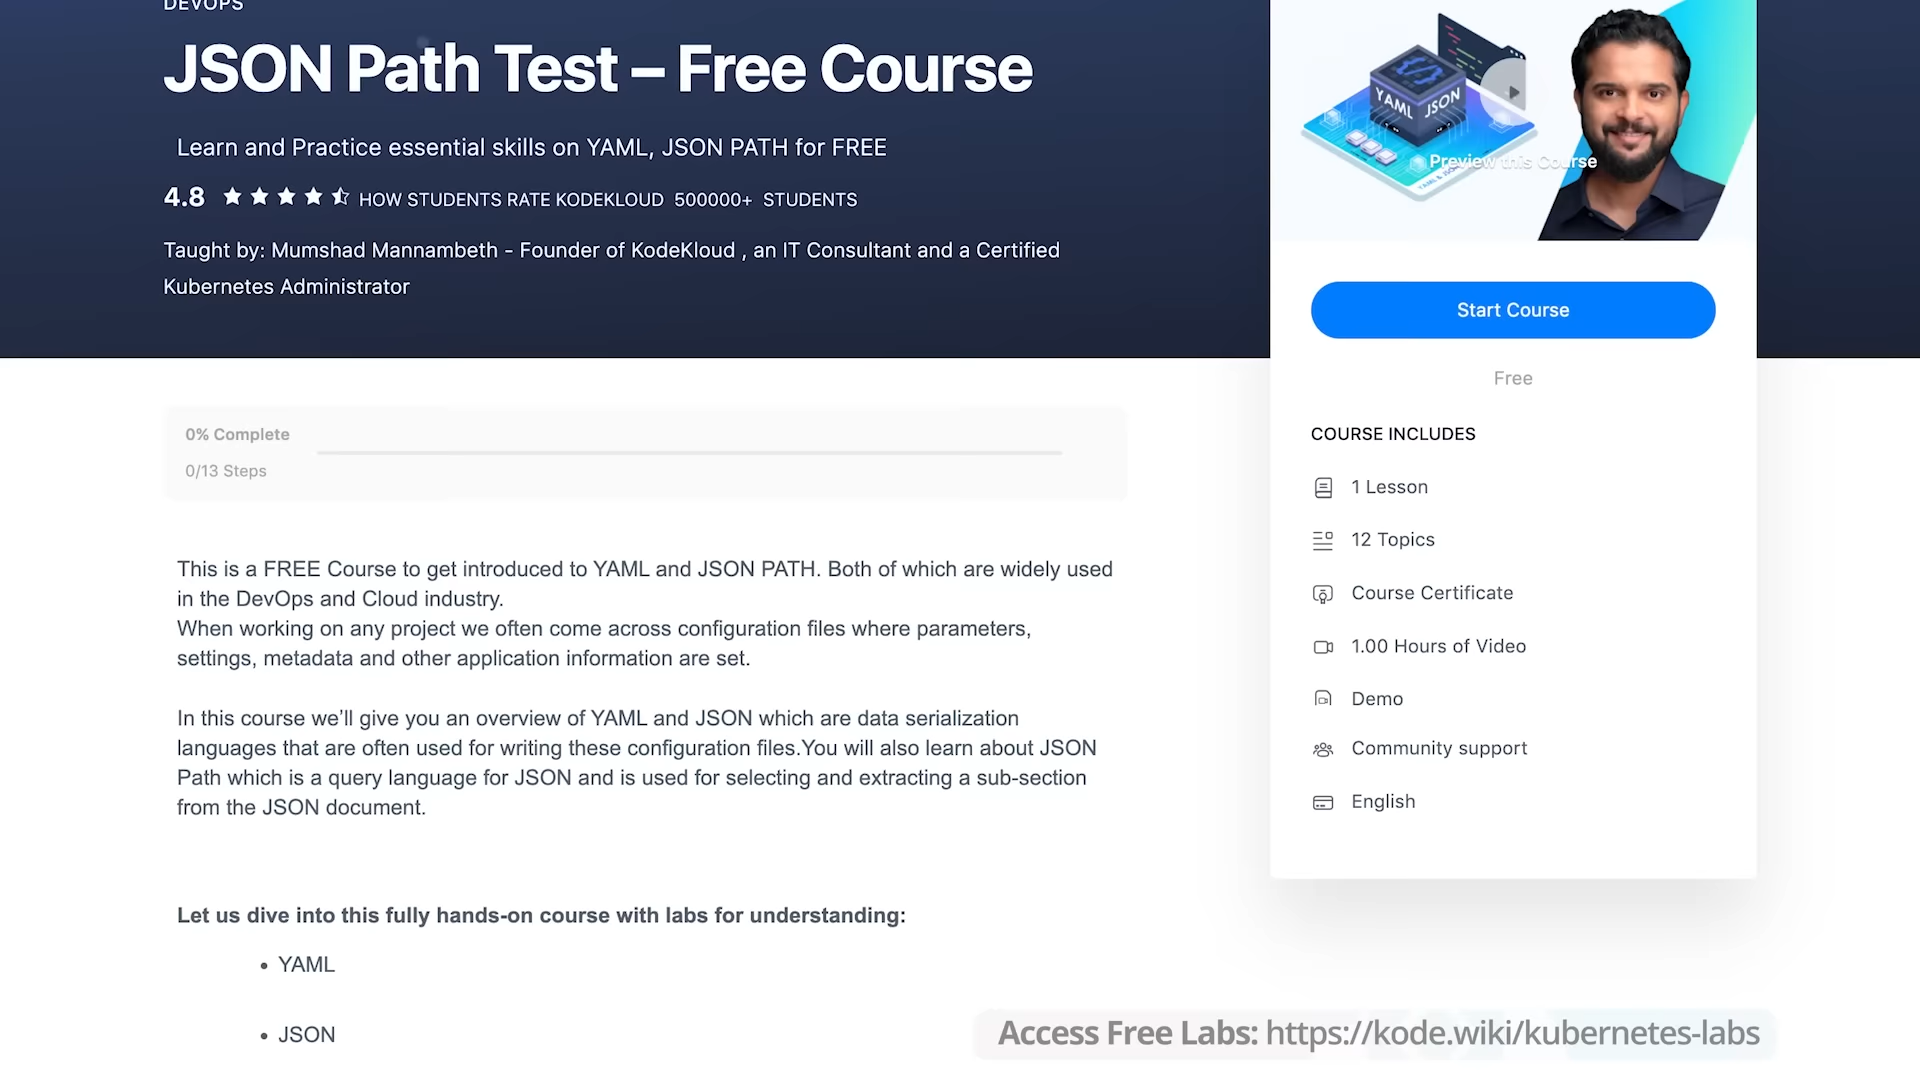 DEVOPS
JSON Path Test – Free Course
Learn and Practice essential skills on YAML, JSON PATH for FREE
4.8 HOW STUDENTS RATE KODEKLOUD 500000+ STUDENTS
Taught by: Mumshad Mannambeth - Founder of KodeKloud , an IT Consultant and a Certified
Kubernetes Administrator
YAML JSON
Preview this Course
YAML & JSON
Start Course
Free
COURSE INCLUDES
1 Lesson
12 Topics
Course Certificate
1.00 Hours of Video
Demo
Community support
English
0% Complete
0/13 Steps
This is a FREE Course to get introduced to YAML and JSON PATH. Both of which are widely used
in the DevOps and Cloud industry.
When working on any project we often come across configuration files where parameters,
settings, metadata and other application information are set.
In this course we’ll give you an overview of YAML and JSON which are data serialization
languages that are often used for writing these configuration files.You will also learn about JSON
Path which is a query language for JSON and is used for selecting and extracting a sub-section
from the JSON document.
Let us dive into this fully hands-on course with labs for understanding:
• YAML
• JSON
Access Free Labs: https://kode.wiki/kubernetes-labs